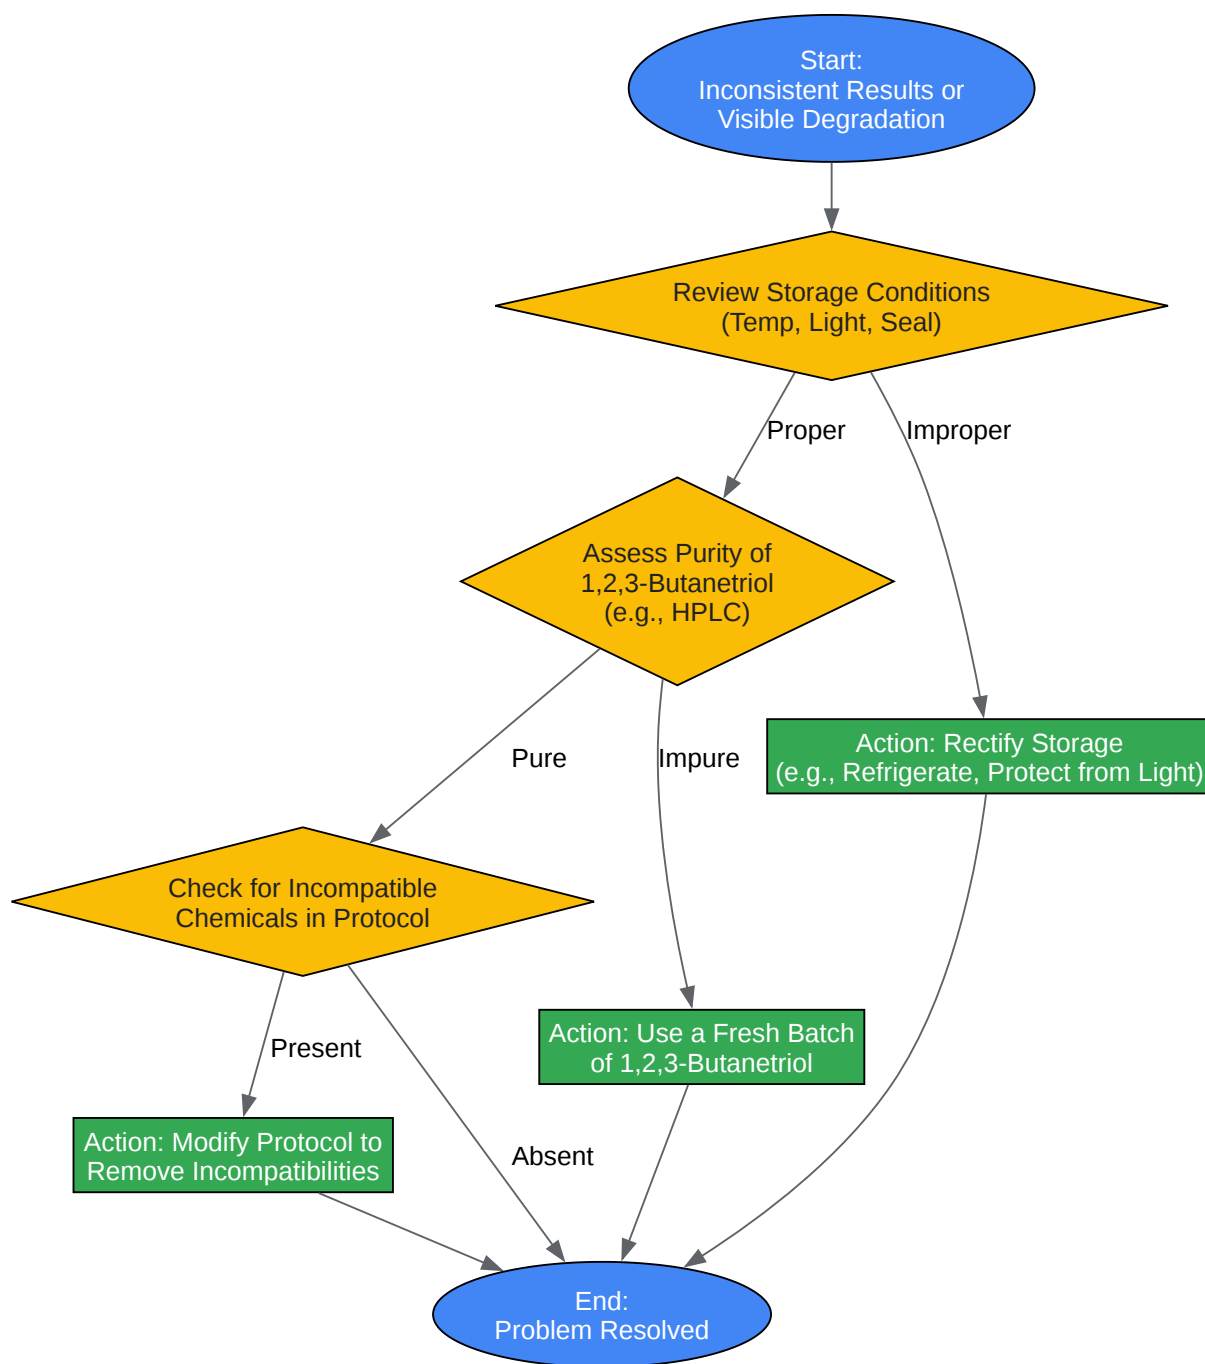 Start:
Inconsistent Results or
Visible Degradation
Review Storage Conditions
(Temp, Light, Seal)
Proper
Improper
Assess Purity of
1,2,3-Butanetriol
(e.g., HPLC)
Pure
Impure
Action: Rectify Storage
(e.g., Refrigerate, Protect from Light)
Check for Incompatible
Chemicals in Protocol
Present
Action: Use a Fresh Batch
of 1,2,3-Butanetriol
Action: Modify Protocol to
Remove Incompatibilities
Absent
End:
Problem Resolved